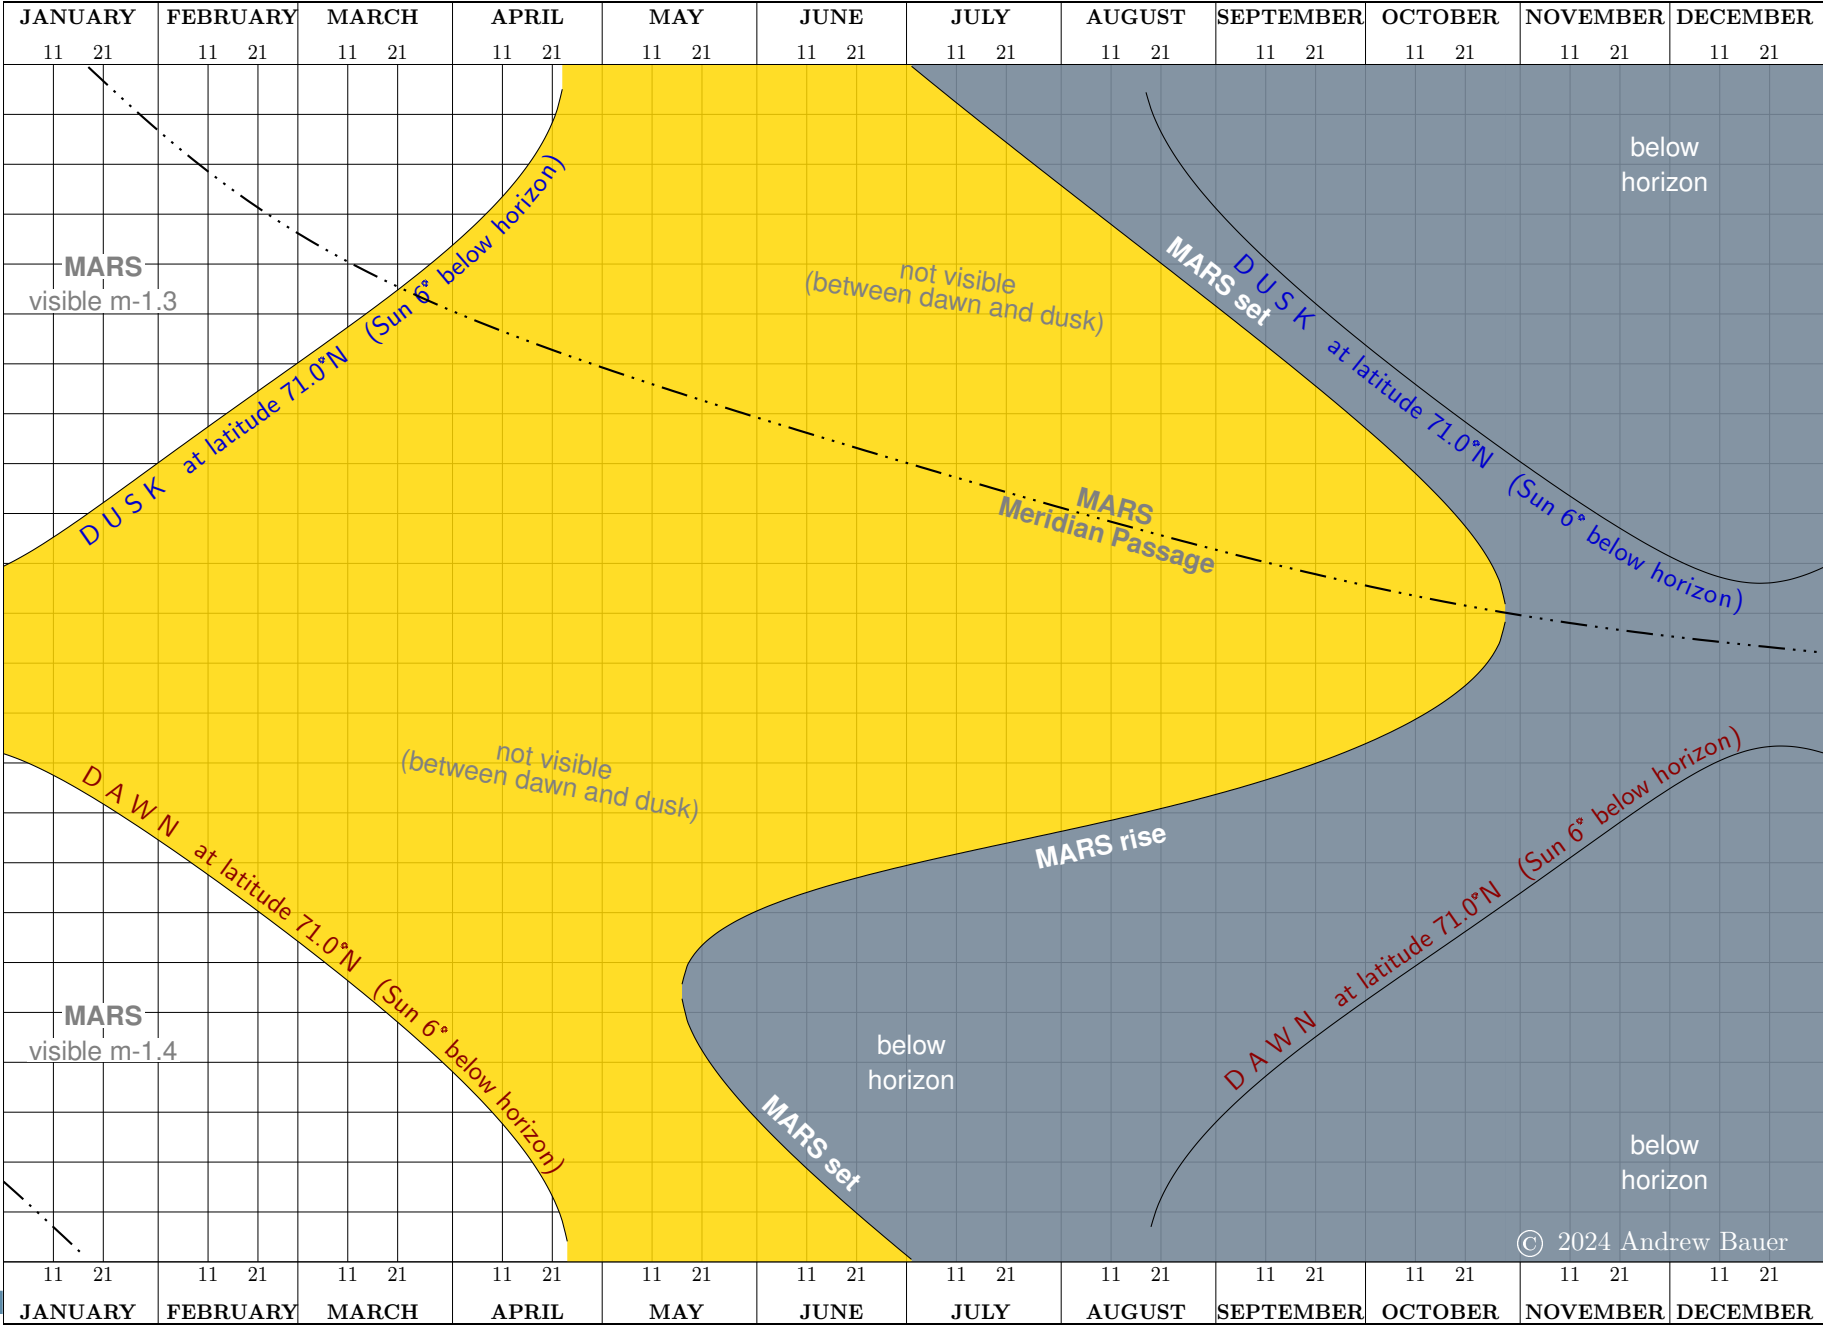 JANUARY FEBRUARY MARCH APRIL MAY JUNE JULY AUGUST SEPTEMBER OCTOBER NOVEMBER DECEMBER
11 21 11 21 11 21 11 21 11 21 11 21 11 21 11 21 11 21 11 21 11 21 11 21
below
horizon
MARS
visible m-1.3
DUSK at latitude 71.0°N (Sun 6° below horizon)
not visible
(between dawn and dusk)
MARS set
DUSK at latitude 71.0°N (Sun 6° below horizon)
MARS
Meridian Passage
not visible
(between dawn and dusk)
DAWN at latitude 71.0°N (Sun 6° below horizon)
MARS rise
DAWN at latitude 71.0°N (Sun 6° below horizon)
MARS
visible m-1.4
below
horizon
MARS set
below
horizon
© 2024 Andrew Bauer
11 21 11 21 11 21 11 21 11 21 11 21 11 21 11 21 11 21 11 21 11 21 11 21
JANUARY FEBRUARY MARCH APRIL MAY JUNE JULY AUGUST SEPTEMBER OCTOBER NOVEMBER DECEMBER